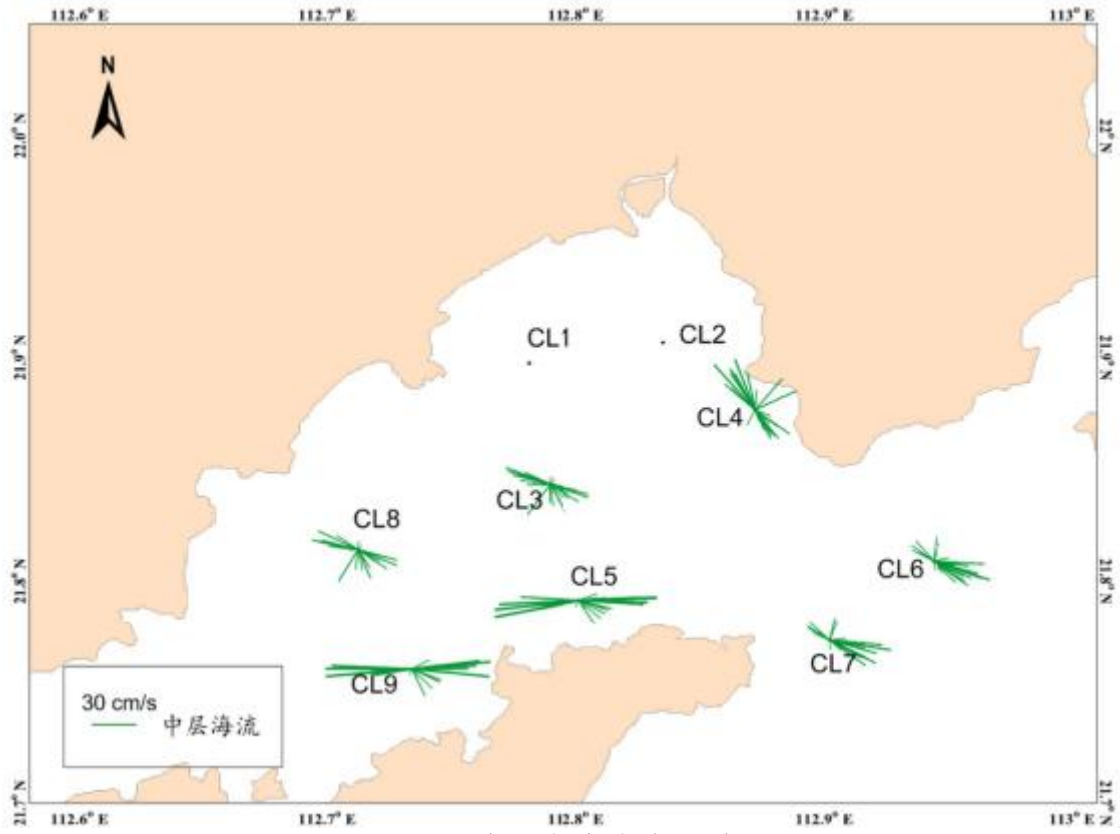 112.6° E 112.7° E 112.8° E 112.9° E 113° E
N
22.0° N
22° N
CL1
CL2
21.9° N
21.9° N
CL4
CL3
CL8
CL6
CL5
21.8° N
21.8° N
CL7
CL9
30 cm/s
中层海流
21.7° N
112.6° E 112.7° E 112.8° E 112.9° E 113° E